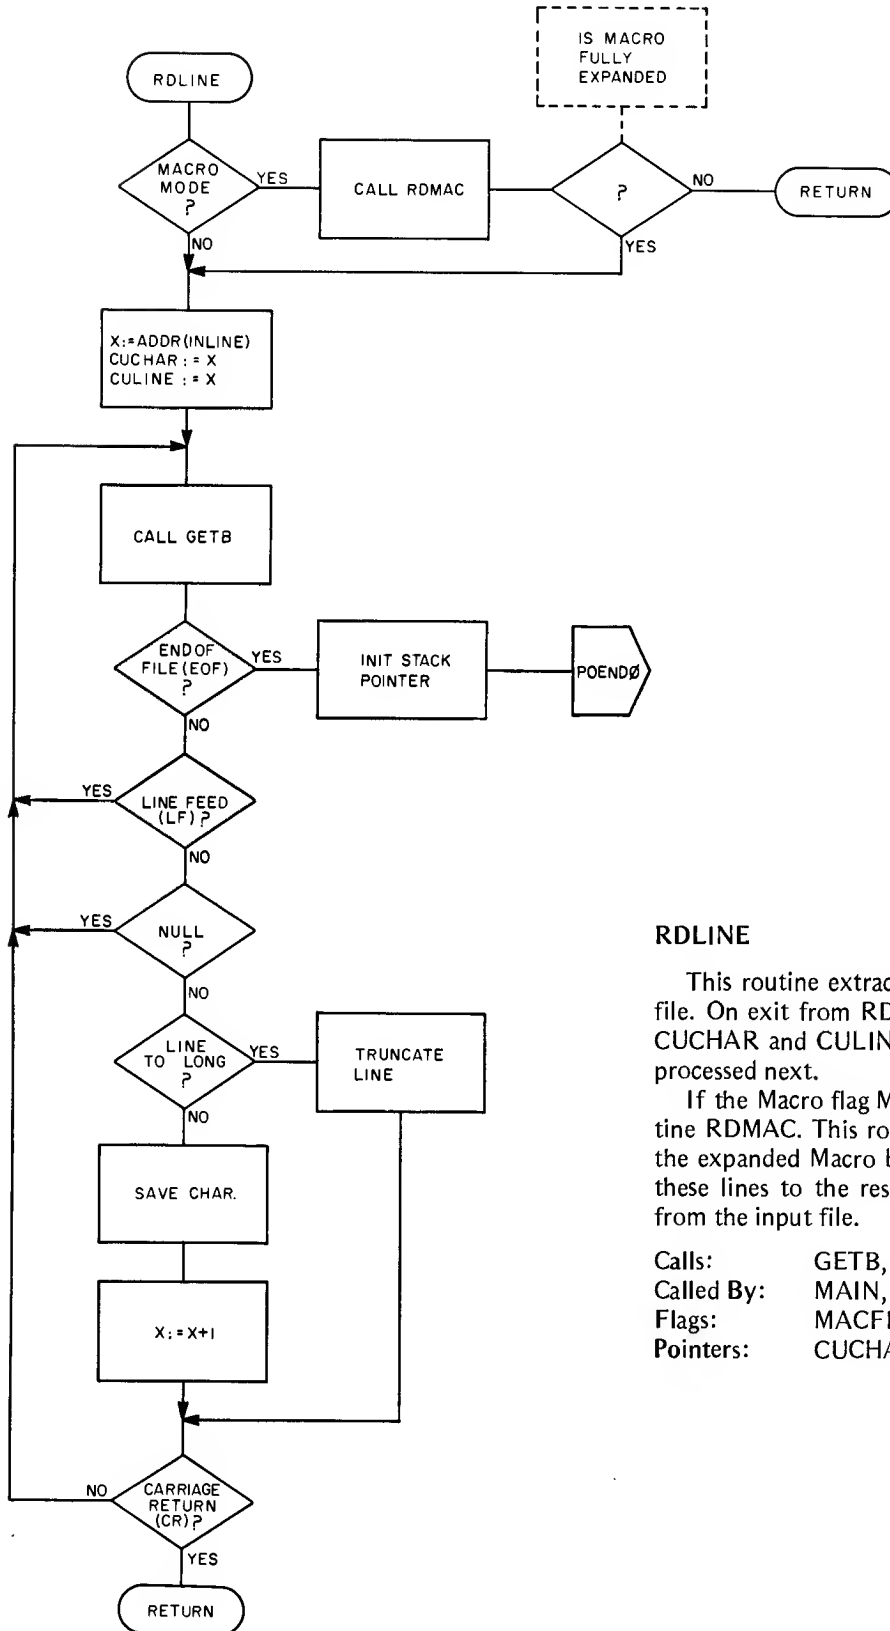 RDLINE
IS MACRO
FULLY
EXPANDED
MACRO
MODE
?
YES
NO
CALL RDMAC
?
NO
YES
RETURN
X:=ADDR(INLINE)
CUCHAR := X
CULINE := X
CALL GETB
END OF
FILE(EOF)
?
YES
NO
INIT STACK
POINTER
POENDØ
LINE FEED
(LF)?
YES
NO
NULL
?
YES
NO
LINE
TO LONG
?
YES
NO
TRUNCATE
LINE
SAVE CHAR.
X:=X+1
CARRIAGE
RETURN
(CR)?
NO
YES
RETURN
RDLINE
This routine extrac
file. On exit from RD
CUCHAR and CULIN
processed next.
If the Macro flag M
tine RDMAC. This ro
the expanded Macro
these lines to the res
from the input file.
Calls: GETB,
Called By: MAIN,
Flags:
Pointers: CUCHA